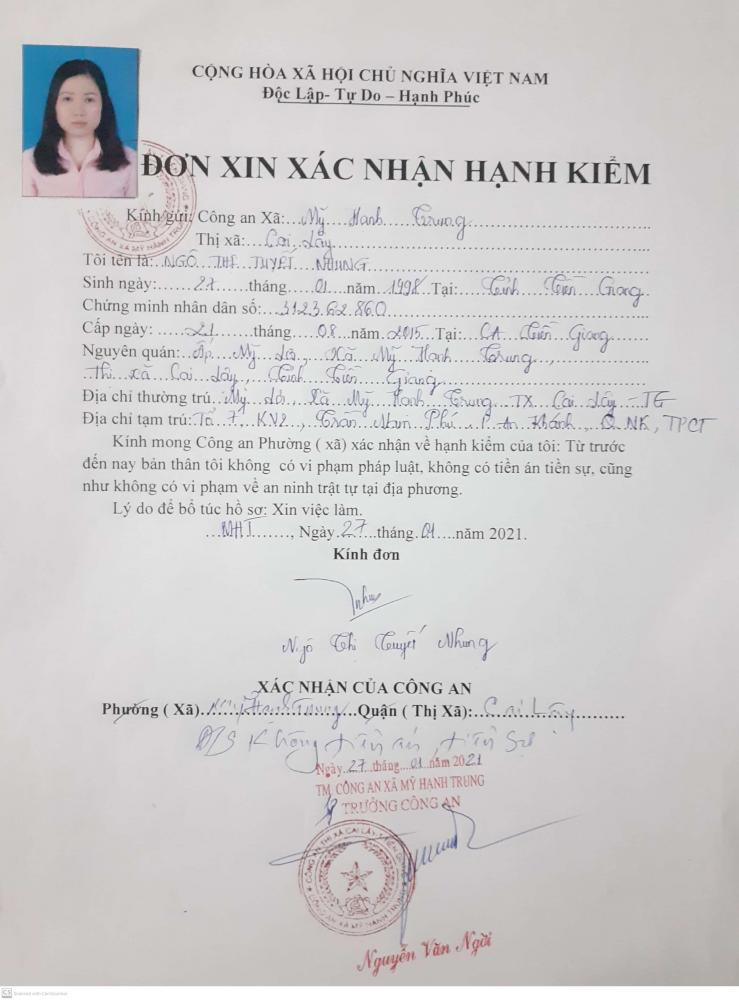 CỘNG HÒA XÃ HỘI CHỦ NGHĨA VIỆT NAM
Độc Lập- Tự Do – Hạnh Phúc
ĐƠN XIN XÁC NHẬN HẠNH KIỂM
Kính gửi: Công an Xã:...Mỹ Hạnh Trung
Thị xã:...Cai Lậy
Tôi tên là: NGÔ THỊ TUYẾT NHUNG
Sinh ngày: 27 tháng 01 năm 1998 Tại: Tỉnh Tiền Giang
Chứng minh nhân dân số: 312362860
Cấp ngày: 21 tháng 08 năm 2015 Tại: CA Tiền Giang
Nguyên quán: Ấp Mỹ Xã Mỹ Hạnh Trung,
Thị xã Cai Lậy, Tỉnh Tiền Giang
Địa chỉ thường trú: Mỹ Xã Mỹ Hạnh Trung TX Cai Lậy – TG
Địa chỉ tạm trú: Tổ 7, KV2, Trần Nam Phú, P. An Khánh, Q. NK, TPCT
Kính mong Công an Phường ( xã) xác nhận về hạnh kiểm của tôi: Từ trước
đến nay bản thân tôi không có vi phạm pháp luật, không có tiền án tiền sự, cũng
như không có vi phạm về an ninh trật tự tại địa phương.
Lý do để bổ túc hồ sơ: Xin việc làm.
MHT, Ngày 27 tháng 01 năm 2021.
Kính đơn
Nhung
Ngô Thị Tuyết Nhung
XÁC NHẬN CỦA CÔNG AN
Phường ( Xã) Mỹ Hạnh Trung Quận ( Thị Xã): Cai Lậy
Đ/S Không tiền án, tiền sự
Ngày 27 tháng 01 năm 2021
TM. CÔNG AN XÃ MỸ HẠNH TRUNG
TRƯỞNG CÔNG AN
CÔNG AN THỊ XÃ CAI LẬY TIỀN GIANG
CÔNG AN XÃ MỸ HẠNH TRUNG
Nguyễn Văn Ngời
CS Scanned with CamScanner